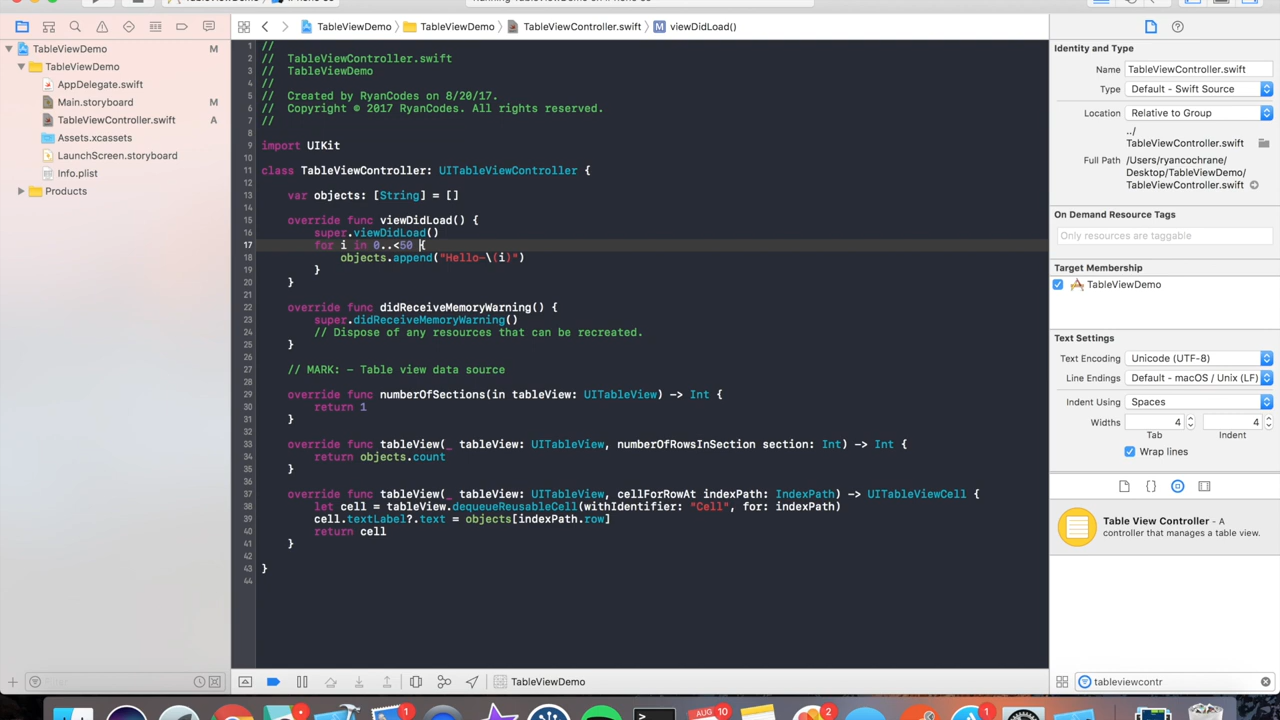 TableViewDemo > TableViewDemo > TableViewController.swift > M viewDidLoad()
TableViewDemo M
TableViewDemo
AppDelegate.swift
Main.storyboard M
TableViewController.swift A
Assets.xcassets
LaunchScreen.storyboard
Info.plist
Products
1 //
2 //  TableViewController.swift
3 //  TableViewDemo
4 //
5 //  Created by RyanCodes on 8/20/17.
6 //  Copyright © 2017 RyanCodes. All rights reserved.
7 //
8
9 import UIKit
10
11 class TableViewController: UITableViewController {
12
13     var objects: [String] = []
14
15     override func viewDidLoad() {
16         super.viewDidLoad()
17         for i in 0..<50 {
18             objects.append("Hello-\(i)")
19         }
20     }
21
22     override func didReceiveMemoryWarning() {
23         super.didReceiveMemoryWarning()
24         // Dispose of any resources that can be recreated.
25     }
26
27     // MARK: - Table view data source
28
29     override func numberOfSections(in tableView: UITableView) -> Int {
30         return 1
31     }
32
33     override func tableView(_ tableView: UITableView, numberOfRowsInSection section: Int) -> Int {
34         return objects.count
35     }
36
37     override func tableView(_ tableView: UITableView, cellForRowAt indexPath: IndexPath) -> UITableViewCell {
38         let cell = tableView.dequeueReusableCell(withIdentifier: "Cell", for: indexPath)
39         cell.textLabel?.text = objects[indexPath.row]
40         return cell
41     }
42
43 }
44
TableViewDemo
Identity and Type
Name TableViewController.swift
Type Default - Swift Source
Location Relative to Group
../
TableViewController.swift
Full Path /Users/ryancochrane/
Desktop/TableViewDemo/
TableViewController.swift
On Demand Resource Tags
Only resources are taggable
Target Membership
TableViewDemo
Text Settings
Text Encoding Unicode (UTF-8)
Line Endings Default - macOS / Unix (LF)
Indent Using Spaces
Widths 4 4
Tab Indent
Wrap lines
Table View Controller - A
controller that manages a table view.
tableviewcontr
1 AUG 10 2 1